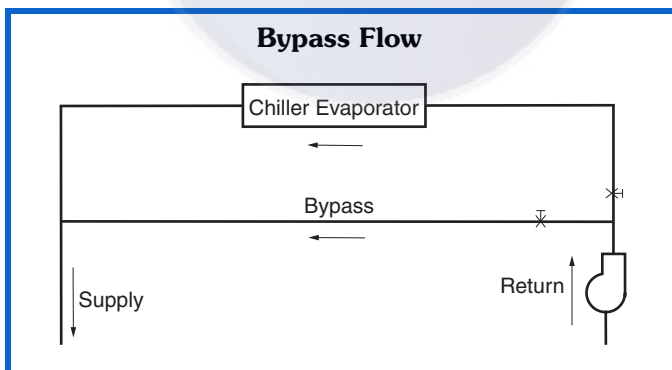 Bypass Flow
Chiller Evaporator
Bypass
Supply
Return